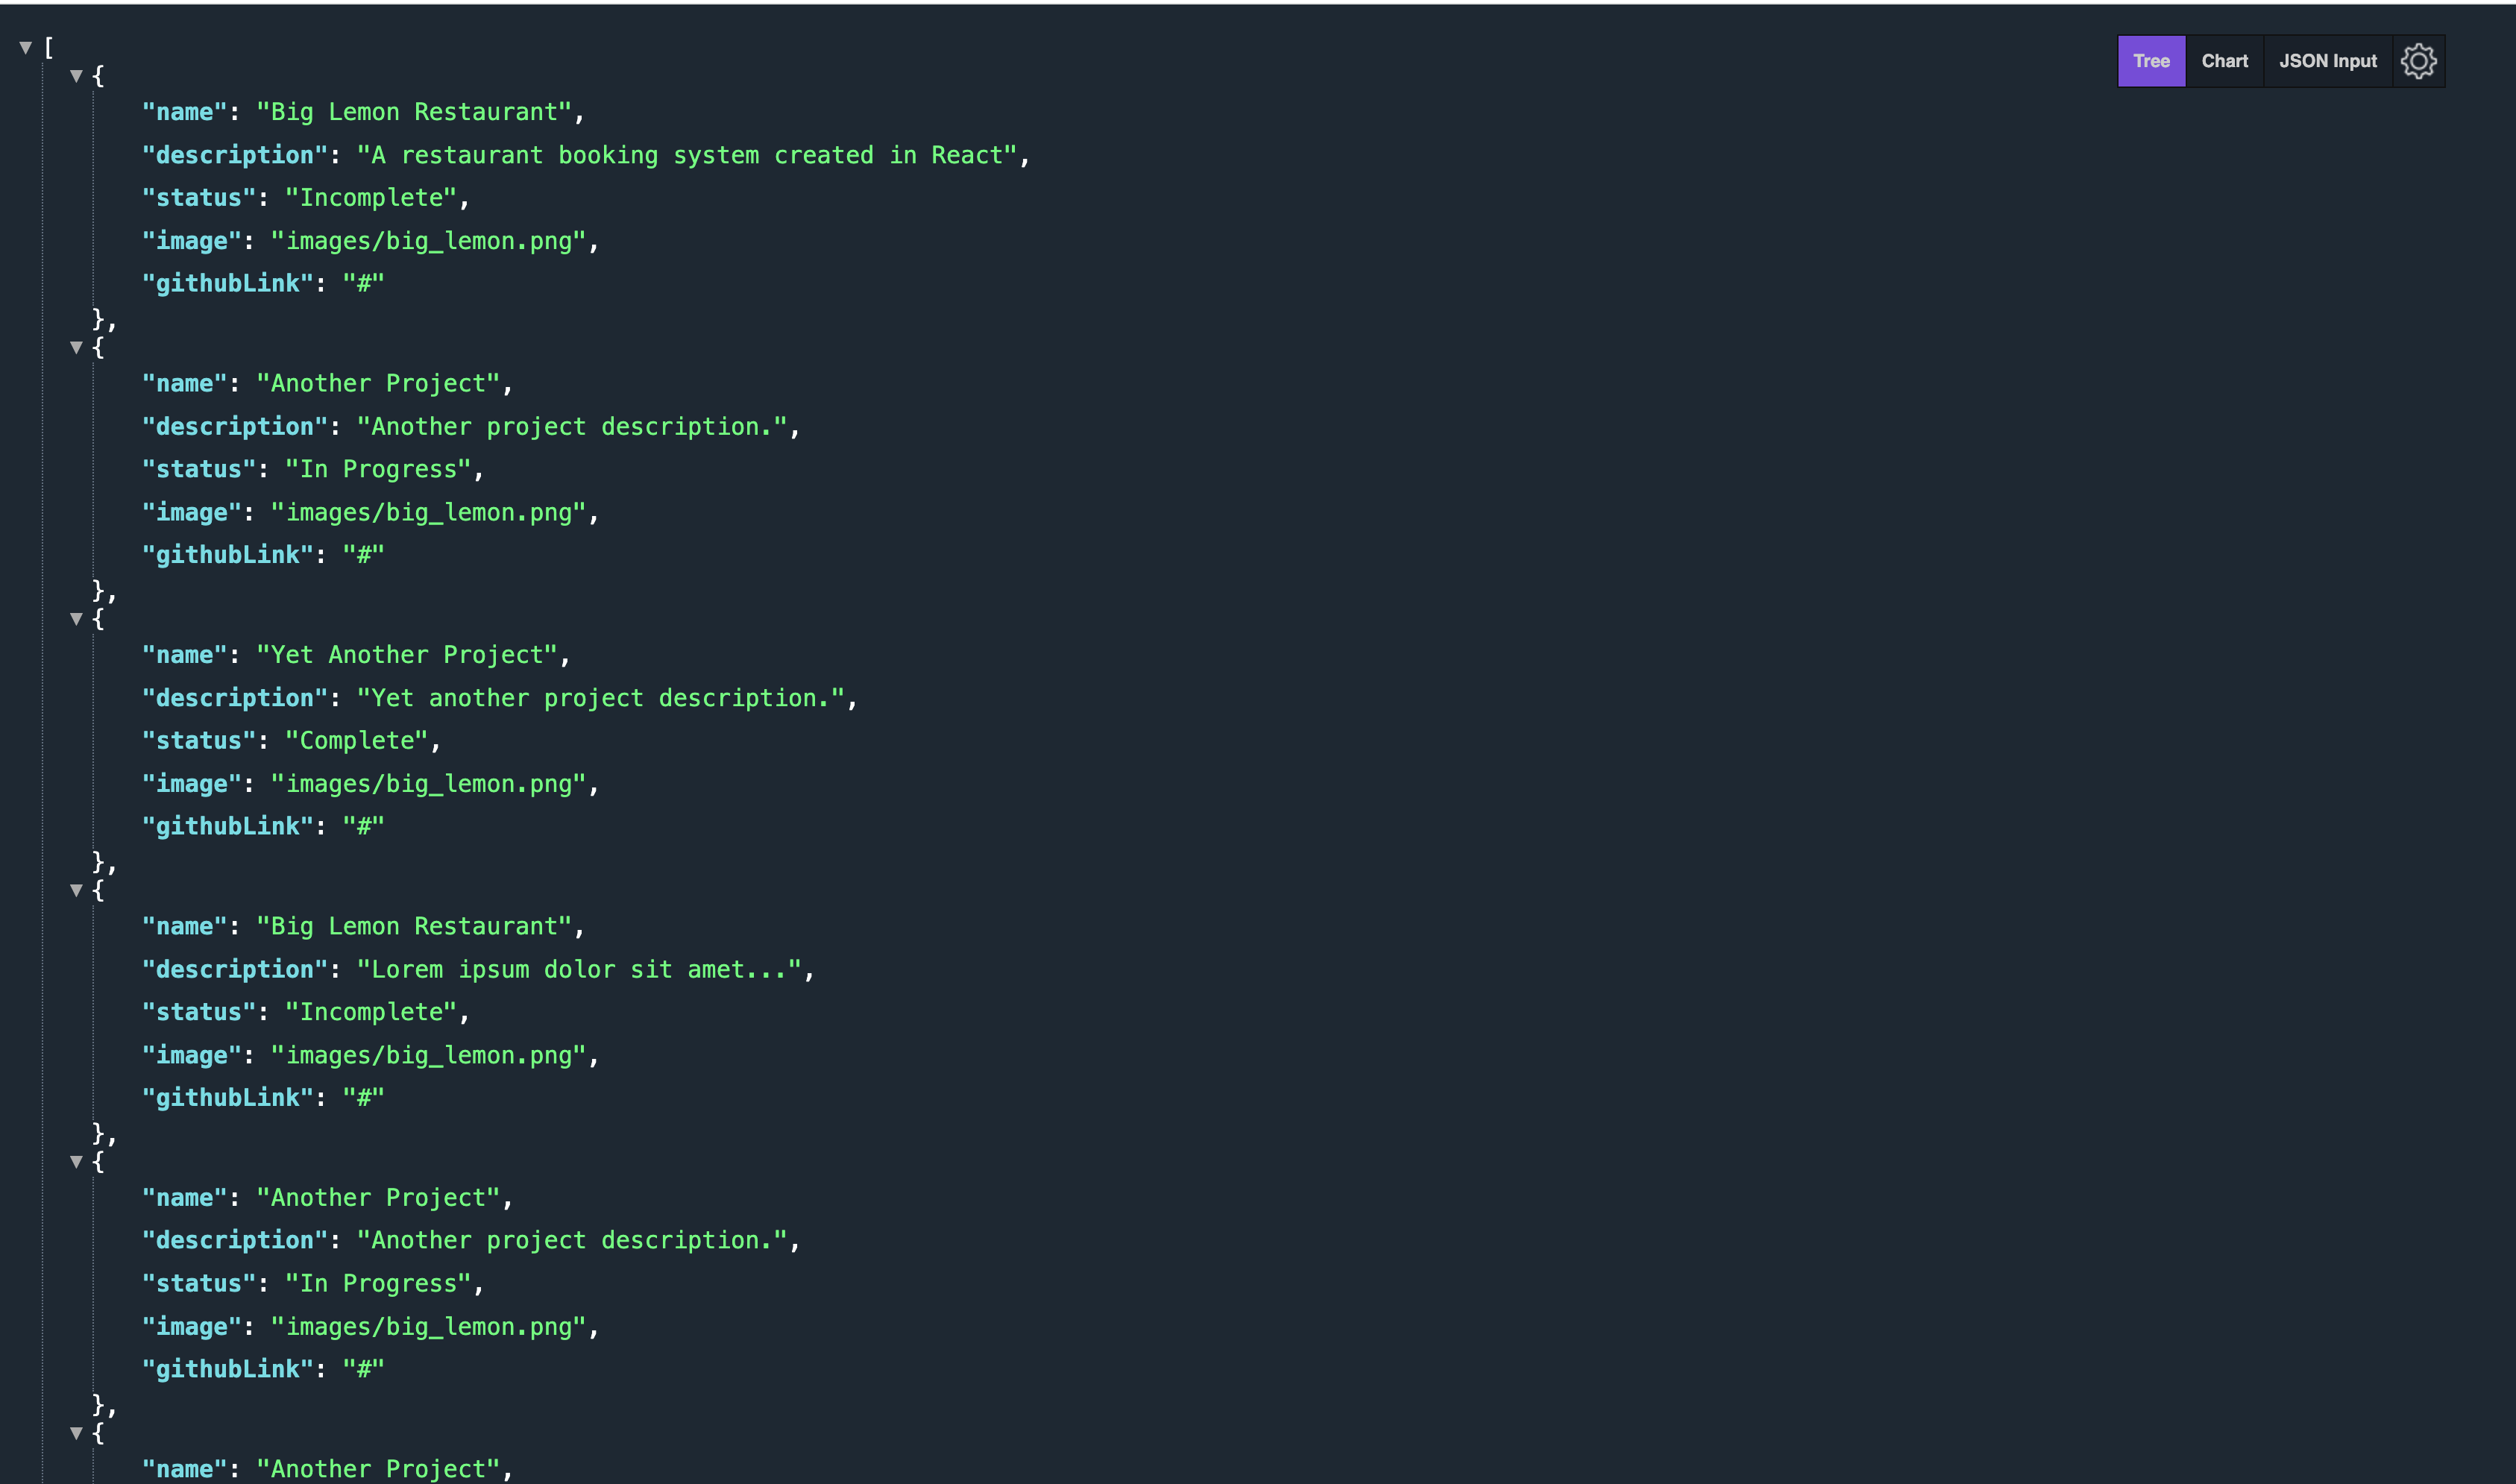 [
Tree Chart JSON Input
{
"name": "Big Lemon Restaurant",
"description": "A restaurant booking system created in React",
"status": "Incomplete",
"image": "images/big_lemon.png",
"githubLink": "#"
},
{
"name": "Another Project",
"description": "Another project description.",
"status": "In Progress",
"image": "images/big_lemon.png",
"githubLink": "#"
},
{
"name": "Yet Another Project",
"description": "Yet another project description.",
"status": "Complete",
"image": "images/big_lemon.png",
"githubLink": "#"
},
{
"name": "Big Lemon Restaurant",
"description": "Lorem ipsum dolor sit amet...",
"status": "Incomplete",
"image": "images/big_lemon.png",
"githubLink": "#"
},
{
"name": "Another Project",
"description": "Another project description.",
"status": "In Progress",
"image": "images/big_lemon.png",
"githubLink": "#"
},
{
"name": "Another Project",